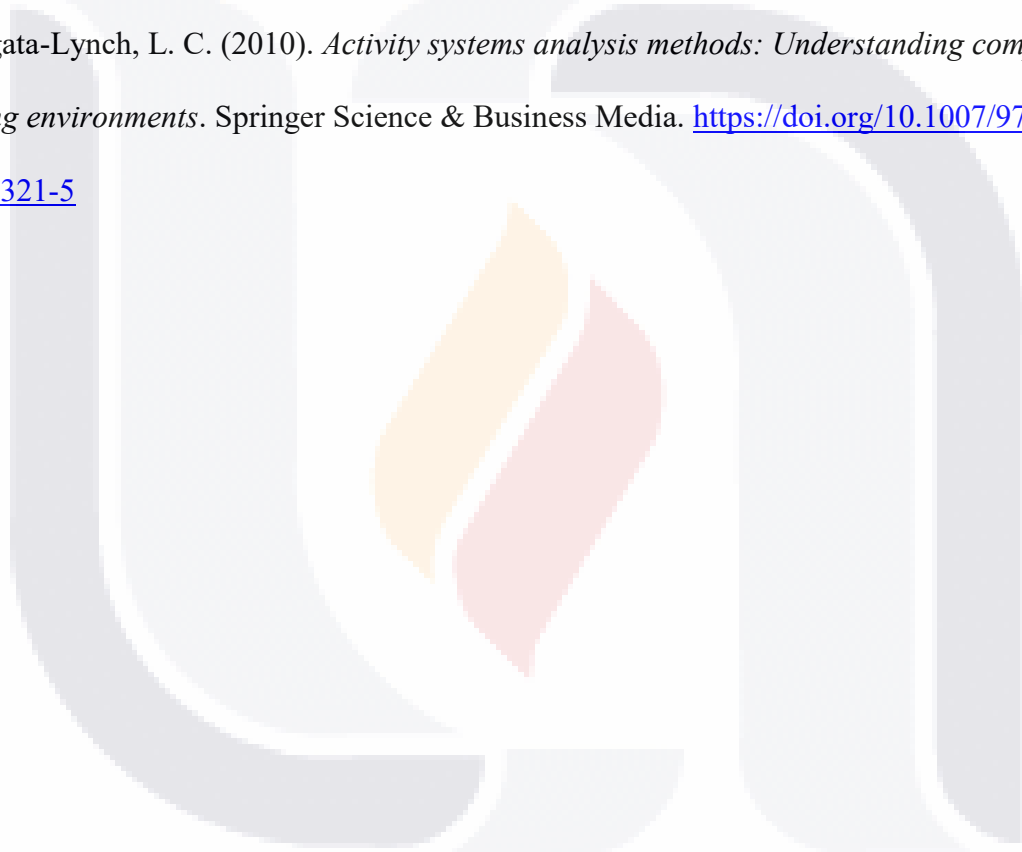 gata-Lynch, L. C. (2010). Activity systems analysis methods: Understanding com
g environments. Springer Science & Business Media. https://doi.org/10.1007/97
321-5